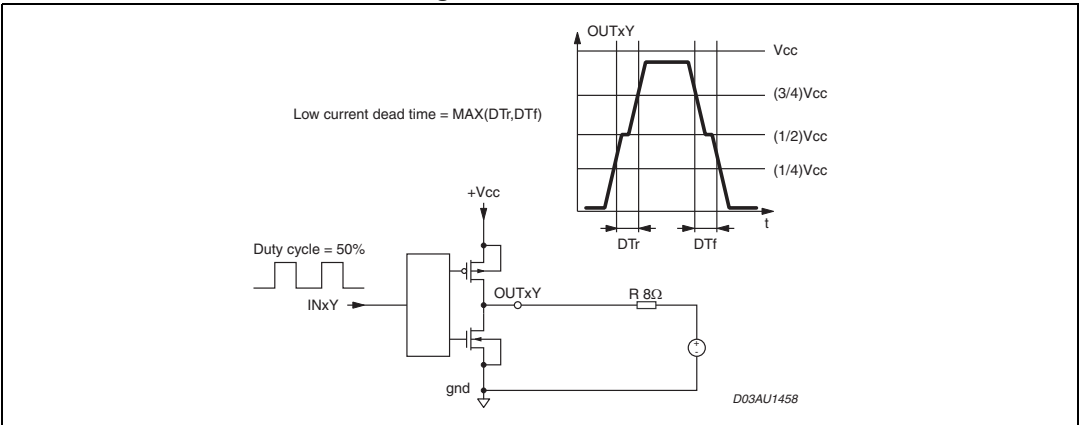 OUTxY
Vcc
(3/4)Vcc
Low current dead time = MAX(DTr,DTf)
(1/2)Vcc
(1/4)Vcc
+Vcc
t
DTr
DTf
Duty cycle = 50%
OUTxY
R 8Ω
INxY
+
-
gnd
D03AU1458